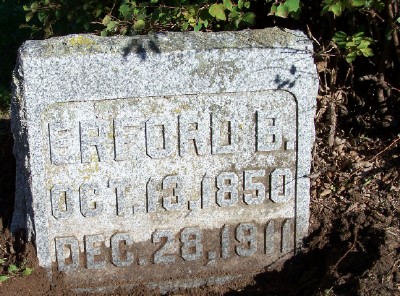 ERFORD B.
OCT. 13, 1850
DEC. 28, 1911